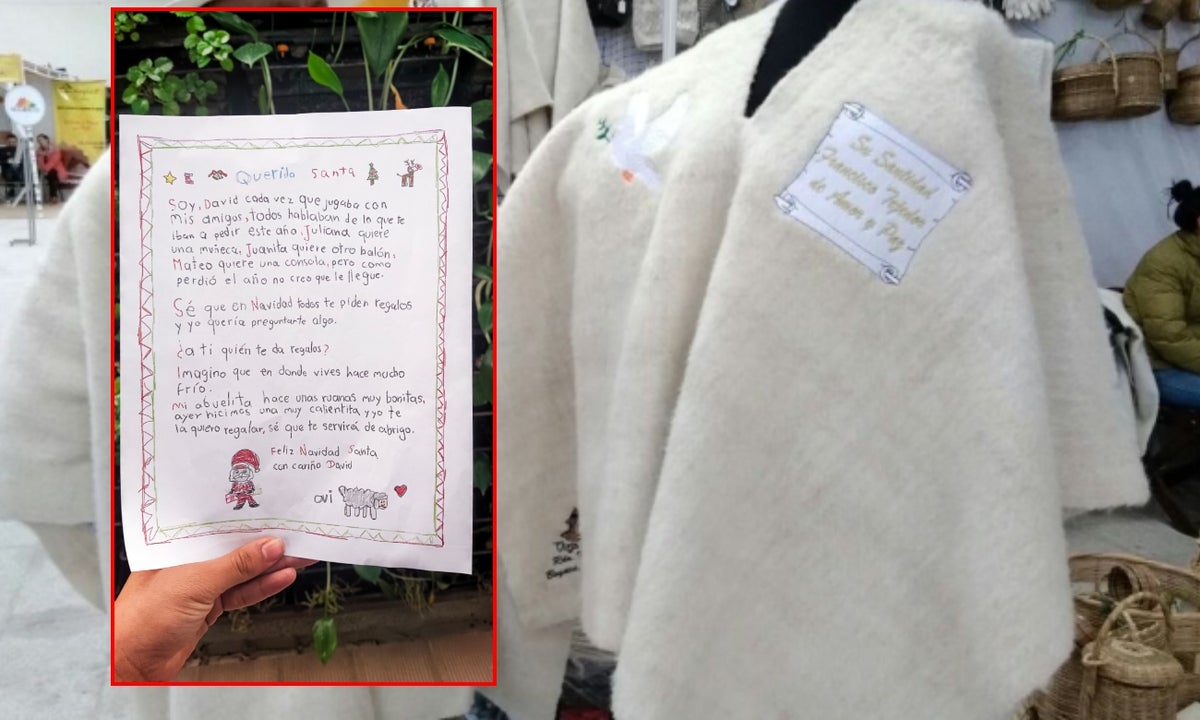 Querido Santa
Soy, David cada vez que jugaba con
mis amigos, todos hablaban de lo que te
iban a pedir este año. Juliana quiere
una muñeca, Juanita quiere otro balón,
Mateo quiere una consola, pero como
perdió el año no creo que le llegue.
Sé que en Navidad todos te piden regalos
y yo quería preguntarte algo.
¿a ti quién te da regalos?
Imagino que en donde vives hace mucho
frío.
Mi abuelita hace unas ruanas muy bonitas,
ayer hicimos una muy calientita y yo te
la quiero regalar, sé que te servirá de abrigo.
Feliz Navidad Santa
con cariño David
ovi
Su Santidad
Francisco Tejedor
de Amor y Paz